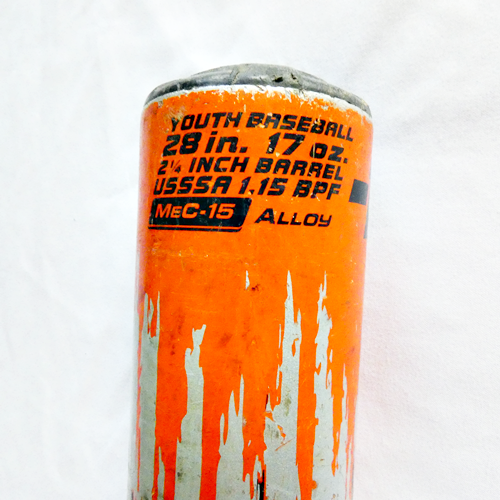 YOUTH BASEBALL
28 in. 17 oz.
2¼ INCH BARREL
USSSA 1.15 BPF
MEC-15 ALLOY